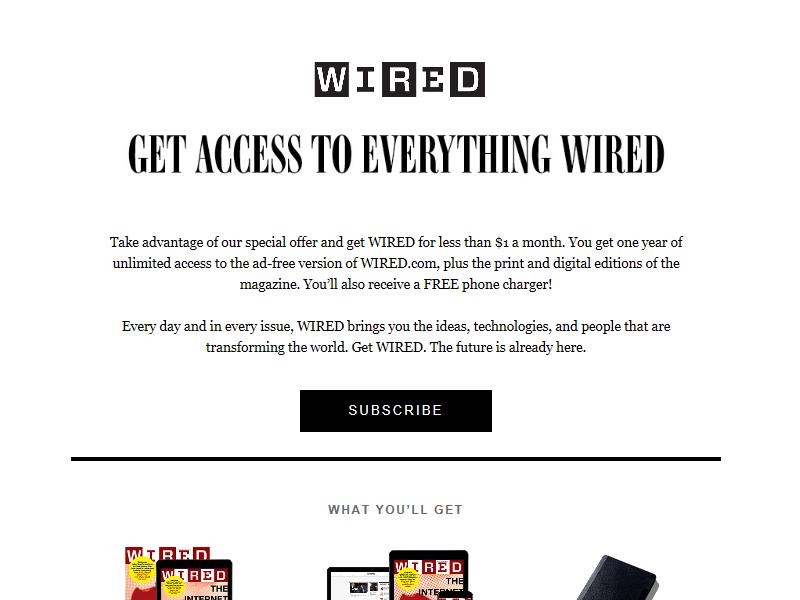 WIRED
GET ACCESS TO EVERYTHING WIRED
Take advantage of our special offer and get WIRED for less than $1 a month. You get one year of
unlimited access to the ad-free version of WIRED.com, plus the print and digital editions of the
magazine. You’ll also receive a FREE phone charger!
Every day and in every issue, WIRED brings you the ideas, technologies, and people that are
transforming the world. Get WIRED. The future is already here.
SUBSCRIBE
WHAT YOU’LL GET
WIRED
WIRED
THE
INTERNET
WIRED
THE
INTERNET